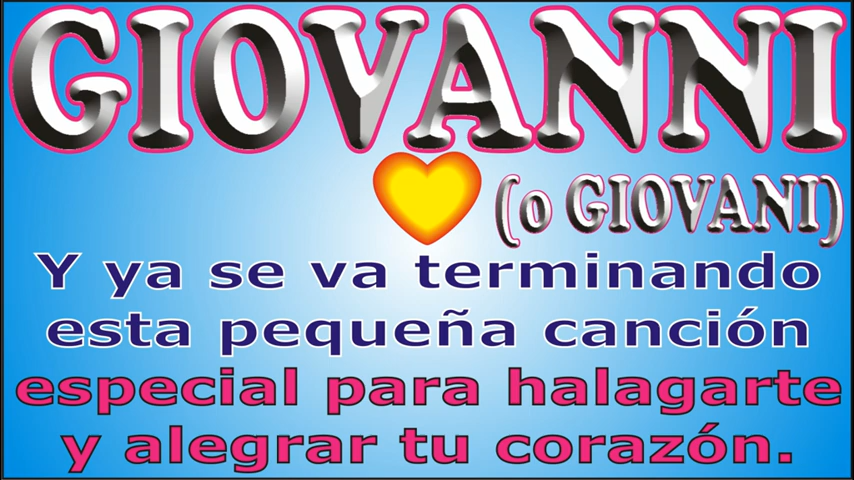 GIOVANNI
(o GIOVANI)
Y ya se va terminando
esta pequeña canción
especial para halagarte
y alegrar tu corazón.